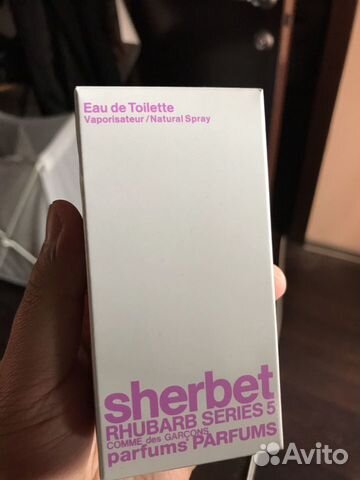 Eau de Toilette
Vaporisateur/Natural Spray
sherbet
RHUBARB SERIES 5
COMME des GARÇONS
parfums PARFUMS
Avito